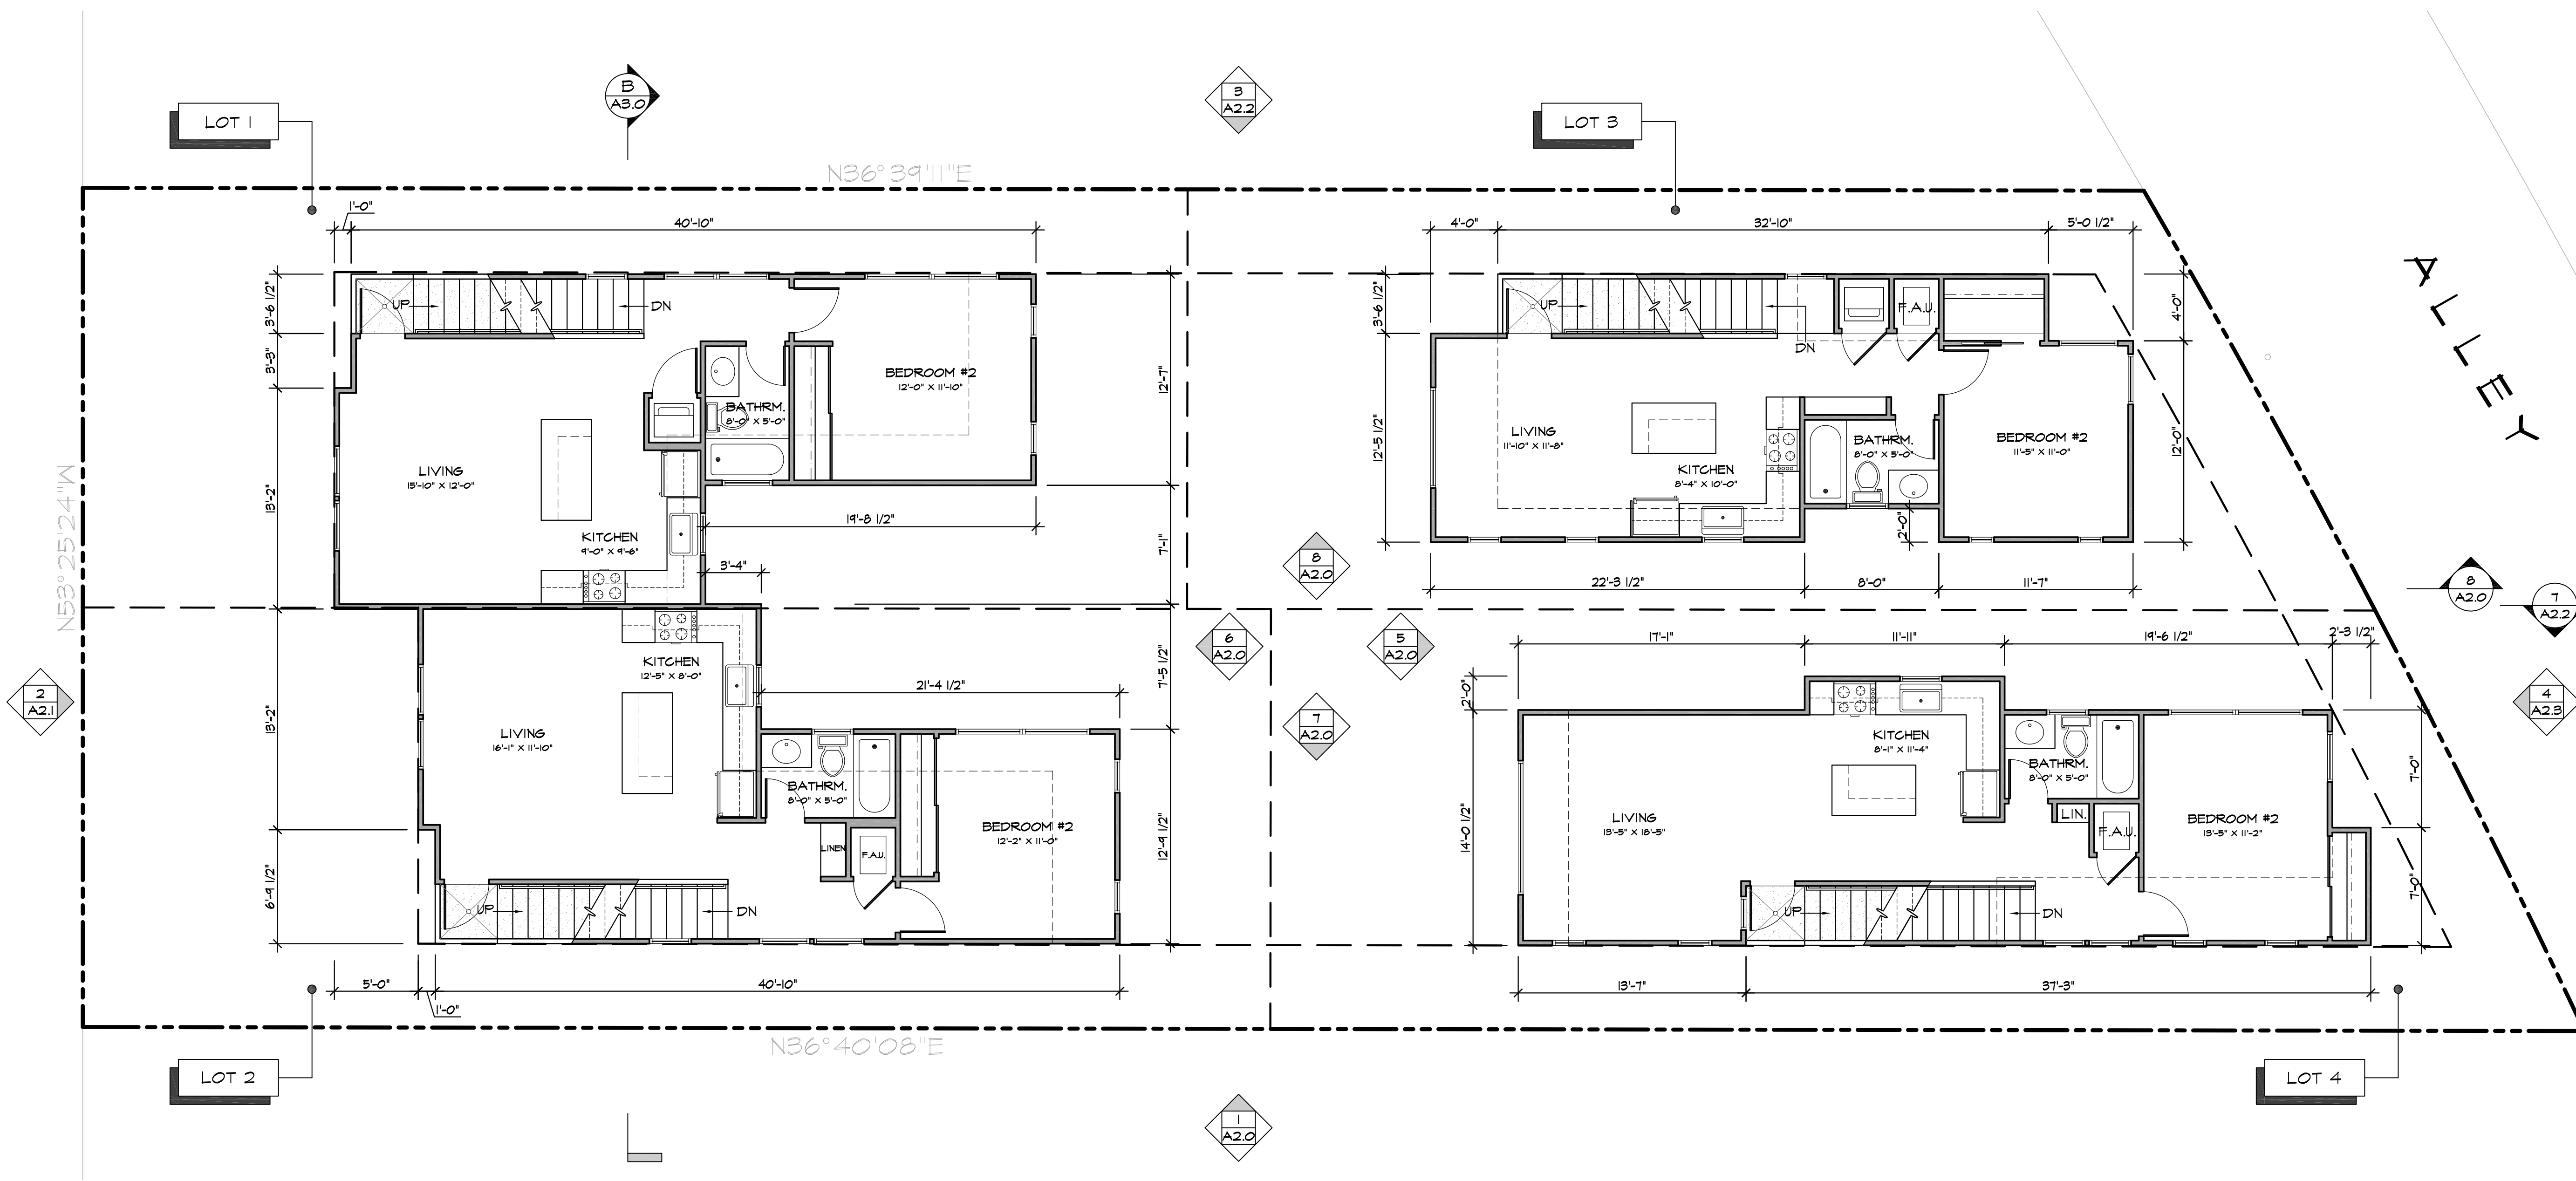 B
A3.0
3
A2.2
LOT 1
LOT 3
N36°39'11"E
1'-0"
40'-10"
4'-0"
32'-10"
5'-0 1/2"
ALLEY
3'-6 1/2"
3'-3"
13'-2"
UP
DN
BEDROOM #2
12'-0" X 11'-10"
BATHRM.
8'-0" X 5'-0"
LIVING
15'-10" X 12'-0"
KITCHEN
9'-0" X 9'-6"
19'-8 1/2"
3'-4"
12'-7"
7'-1"
3'-6 1/2"
12'-5 1/2"
UP
DN
F.A.U.
LIVING
11'-10" X 11'-8"
KITCHEN
8'-4" X 10'-0"
BATHRM.
8'-0" X 5'-0"
BEDROOM #2
11'-5" X 11'-0"
2'-0"
4'-0"
12'-0"
22'-3 1/2"
8'-0"
11'-7"
8
A2.0
8
A2.0
7
A2.2
N53°25'24"W
2
A2.1
6
A2.0
5
A2.0
7
A2.0
4
A2.3
KITCHEN
12'-5" X 8'-0"
LIVING
16'-1" X 11'-10"
21'-4 1/2"
7'-5 1/2"
12'-9 1/2"
13'-2"
6'-9 1/2"
BATHRM.
8'-0" X 5'-0"
BEDROOM #2
12'-2" X 11'-0"
LINEN
F.A.U.
UP
DN
5'-0"
1'-0"
40'-10"
17'-1"
11'-11"
19'-6 1/2"
2'-3 1/2"
2'-0"
14'-0 1/2"
KITCHEN
8'-1" X 11'-4"
BATHRM.
8'-0" X 5'-0"
LIVING
13'-5" X 18'-5"
LIN.
F.A.U.
BEDROOM #2
13'-5" X 11'-2"
UP
DN
7'-0"
7'-0"
13'-7"
37'-3"
N36°40'08"E
LOT 2
LOT 4
1
A2.0